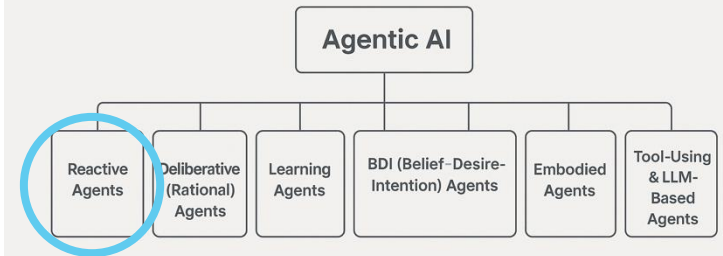 Agentic AI
Reactive
Agents
Deliberative
(Rational)
Agents
Learning
Agents
BDI (Belief-Desire-
Intention) Agents
Embodied
Agents
Tool-Using
& LLM-
Based
Agents